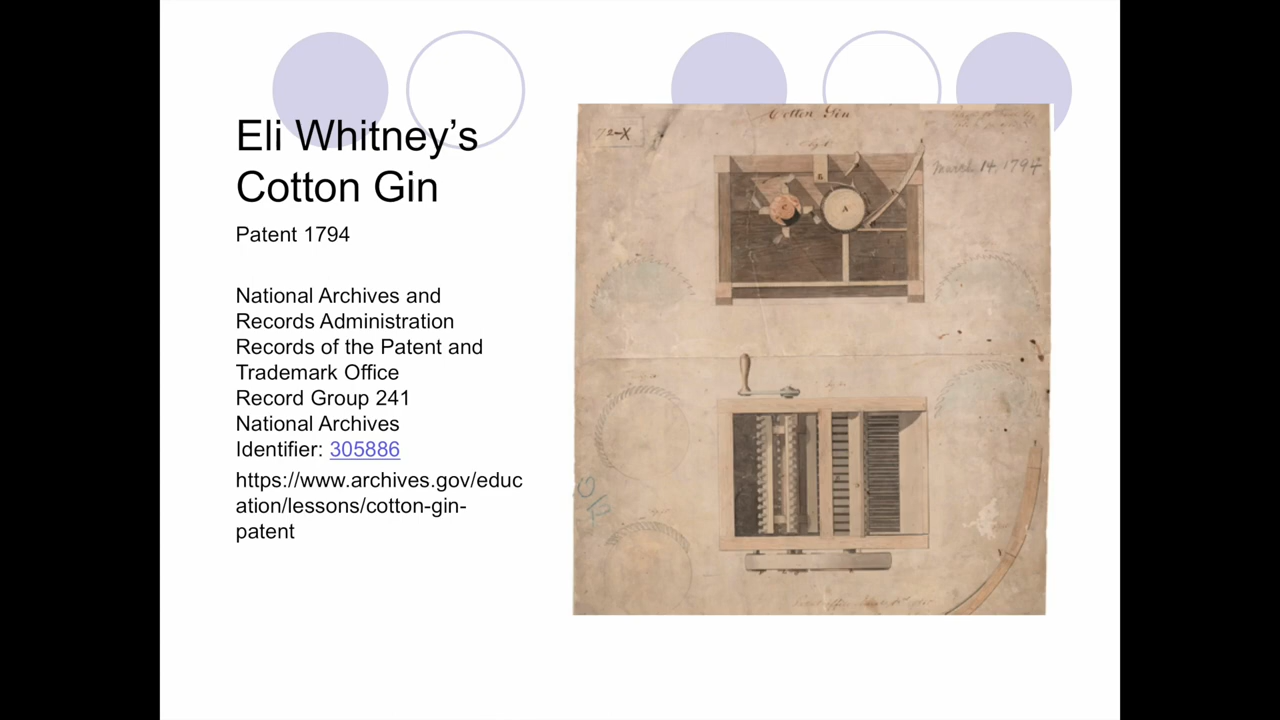 Eli Whitney’s
Cotton Gin
Patent 1794
National Archives and
Records Administration
Records of the Patent and
Trademark Office
Record Group 241
National Archives
Identifier: 305886
https://www.archives.gov/educ
ation/lessons/cotton-gin-
patent
Cotton Gin
72-X
March 14, 1794
B
A